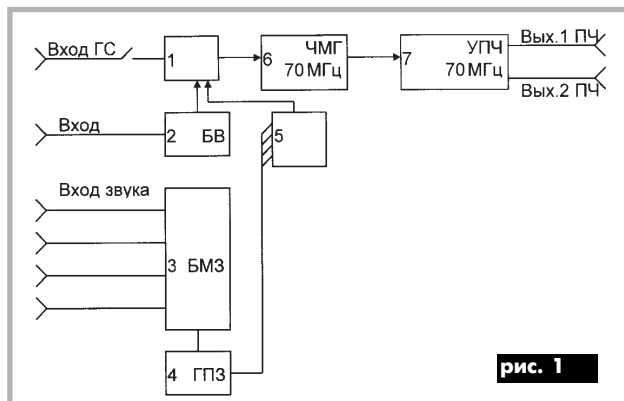 Вход ГС
1
6 ЧМГ
70 МГц
7 УПЧ
70 МГц
Вых.1 ПЧ
Вых.2 ПЧ
Вход
2 БВ
5
Вход звука
3 БМЗ
4 ГПЗ
рис. 1